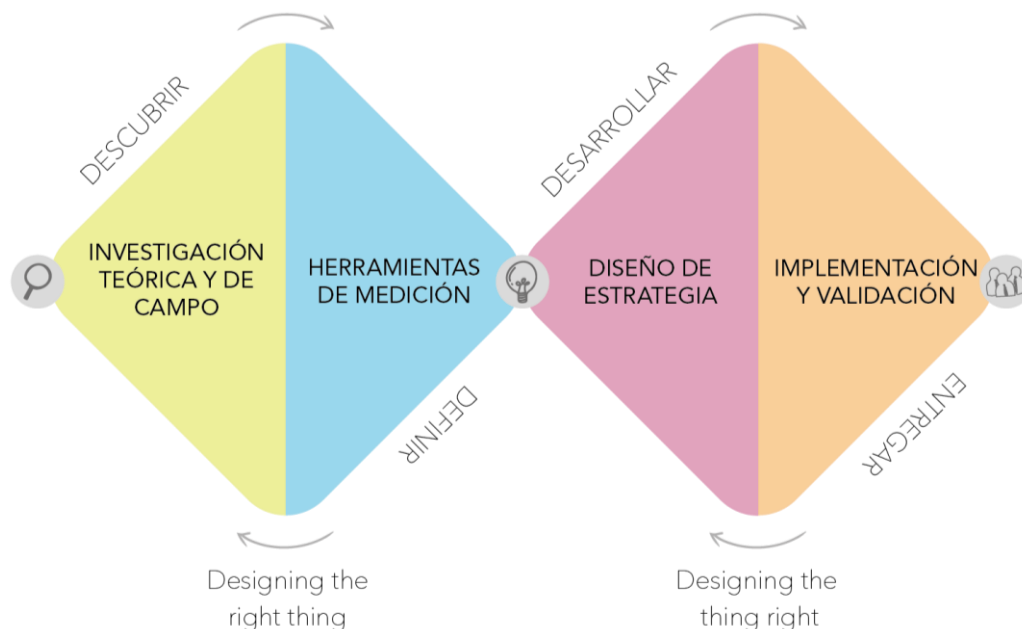 DESCUBRIR
INVESTIGACIÓN
TEÓRICA Y DE
CAMPO
HERRAMIENTAS
DE MEDICIÓN
DEFINIR
DESARROLLAR
DISEÑO DE
ESTRATEGIA
IMPLEMENTACIÓN
Y VALIDACIÓN
ENTREGAR
Designing the
right thing
Designing the
thing right